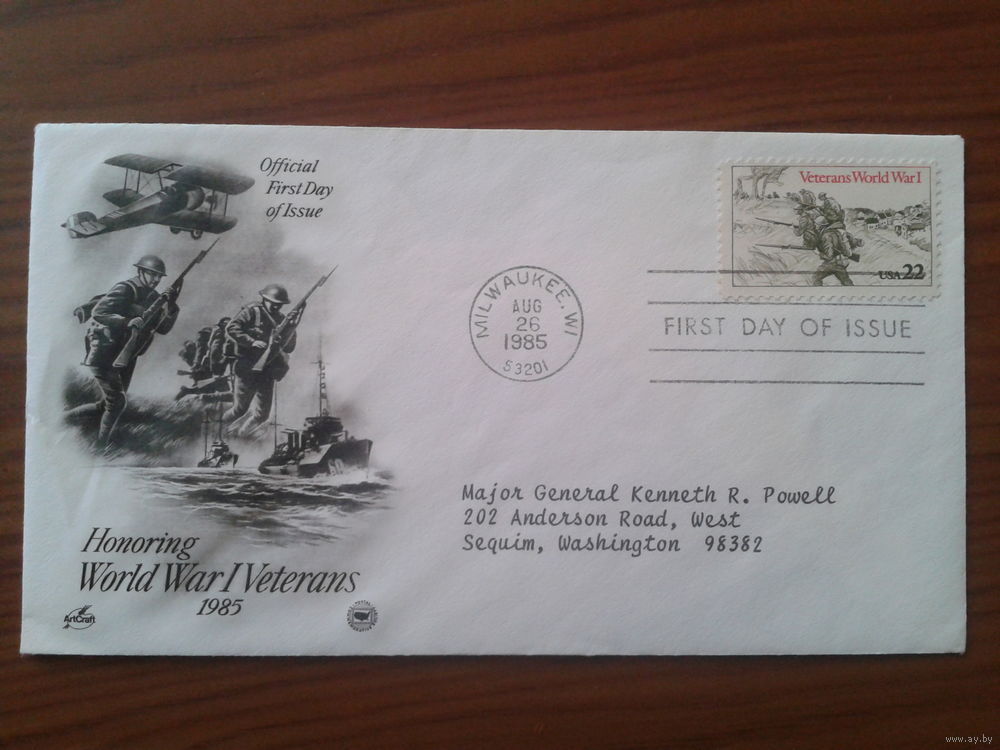 Official
First Day
of Issue
Veterans World War I
USA 22
MILWAUKEE, WI
AUG
26
1985
53201
FIRST DAY OF ISSUE
Major General Kenneth R. Powell
202 Anderson Road, West
Sequim, Washington 98382
Honoring
World War I Veterans
1985
ArtCraft
www.ay.by